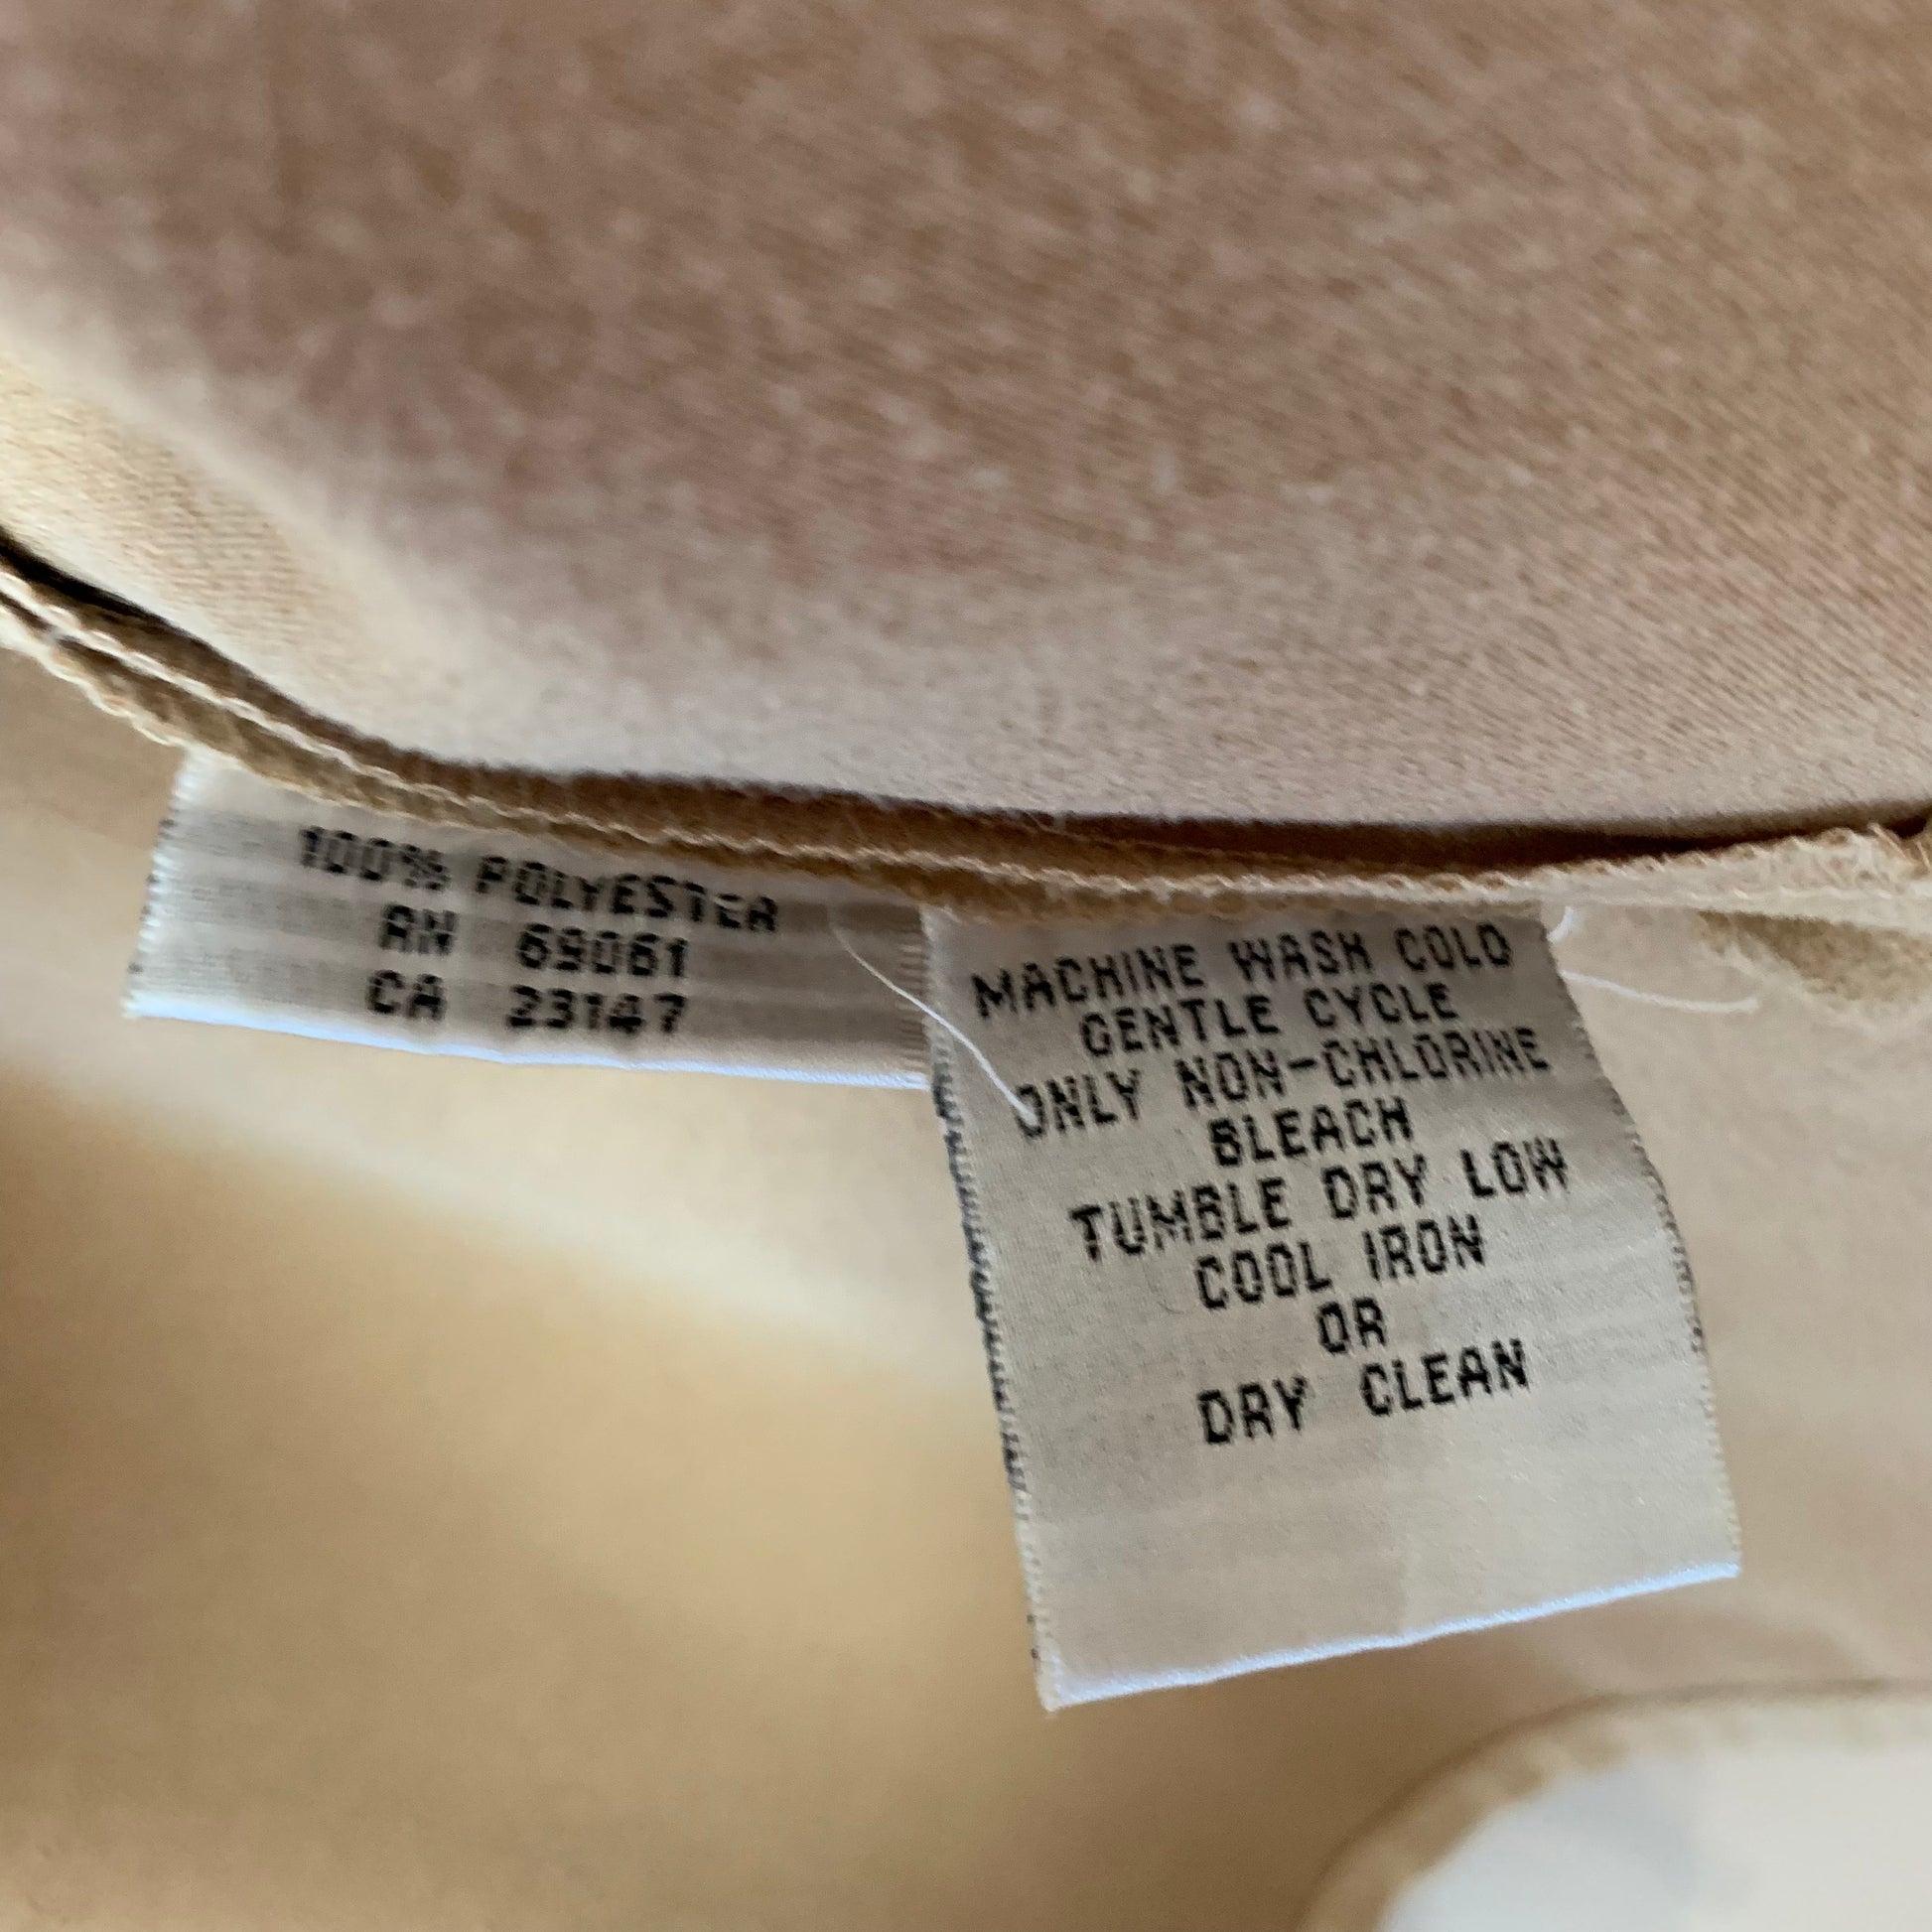 100% POLYESTER
RN 69061
CA 23147
MACHINE WASH COLD
GENTLE CYCLE
ONLY NON-CHLORINE
BLEACH
TUMBLE DRY LOW
COOL IRON
OR
DRY CLEAN